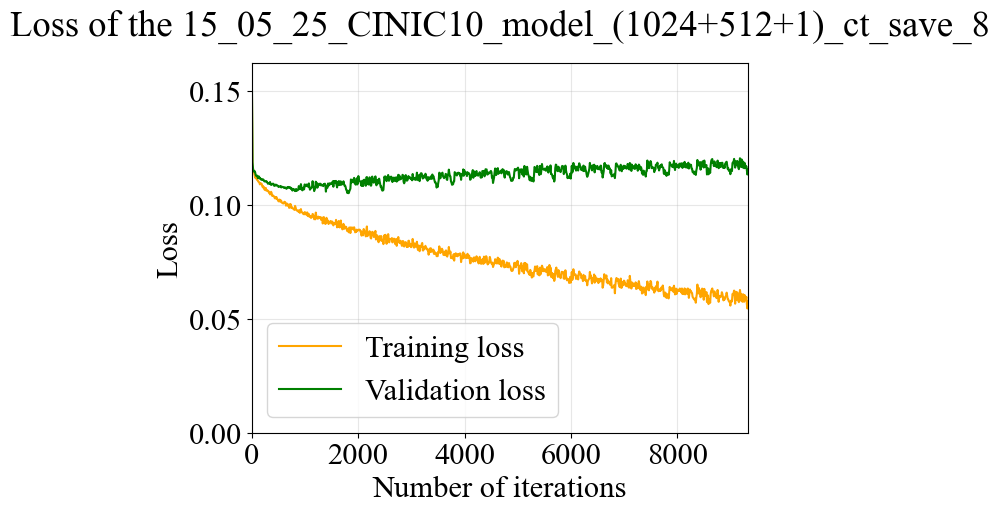 Loss of the 15_05_25_CINIC10_model_(1024+512+1)_ct_save_8
0.15
0.10
0.05
0.00
Loss
Training loss
Validation loss
0 2000 4000 6000 8000
Number of iterations